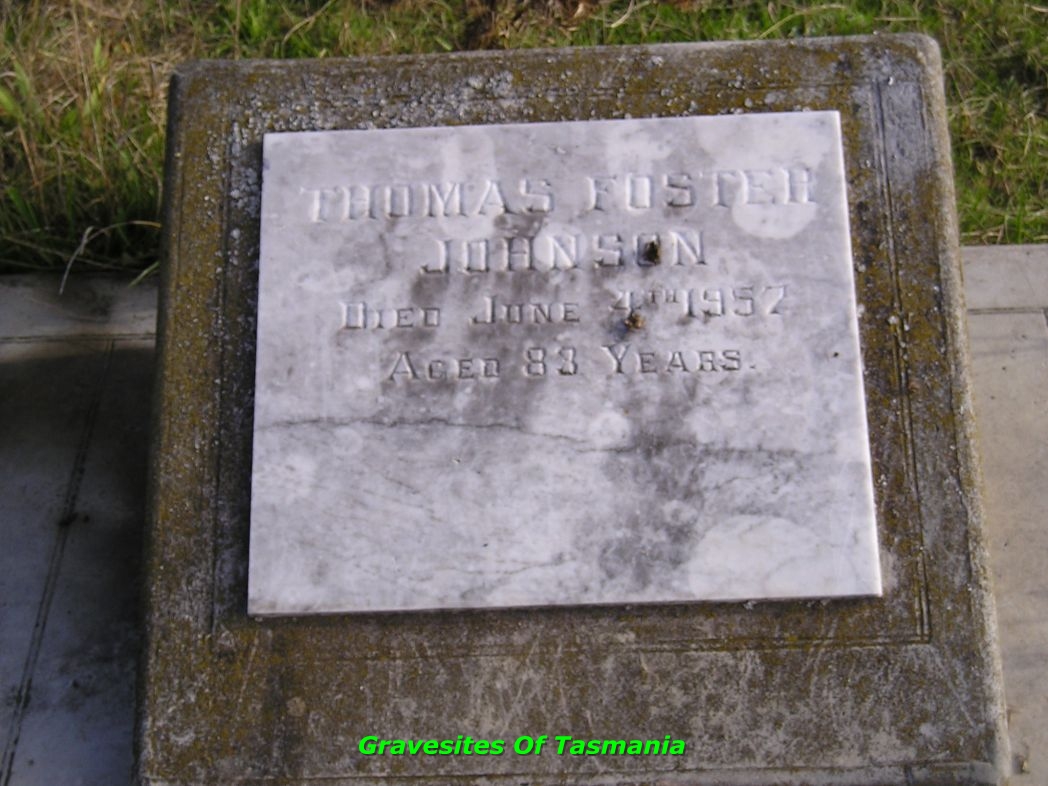 THOMAS FOSTER
JOHNSON
DIED JUNE 4TH 1957
AGED 83 YEARS.
Gravesites Of Tasmania